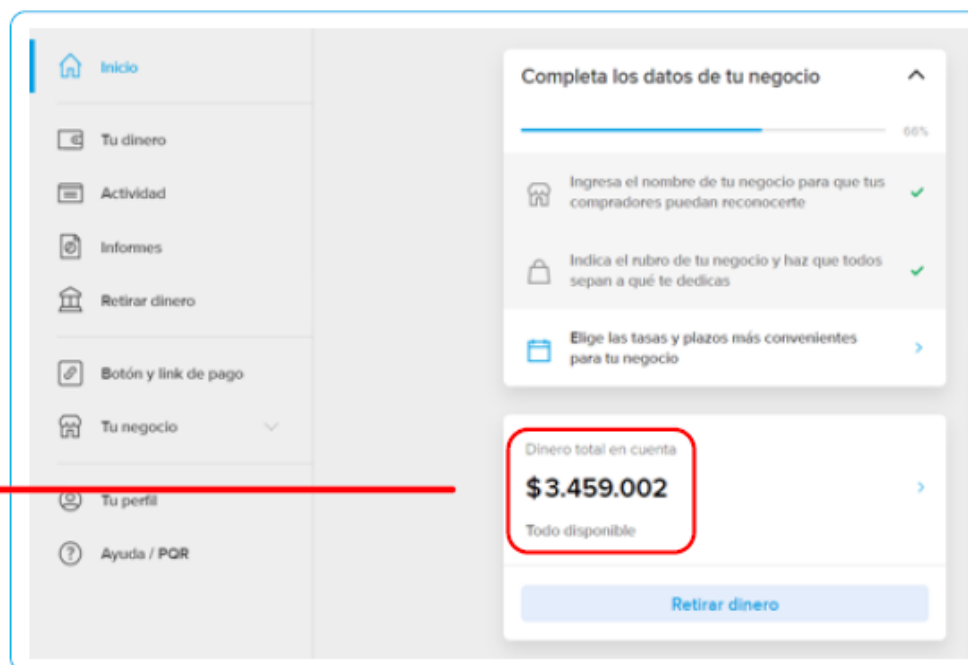 Inicio
Tu dinero
Actividad
Informes
Retirar dinero
Botón y link de pago
Tu negocio
Tu perfil
Ayuda / PQR
Completa los datos de tu negocio
66%
Ingresa el nombre de tu negocio para que tus
compradores puedan reconocerte
Indica el rubro de tu negocio y haz que todos
sepan a qué te dedicas
Elige las tasas y plazos más convenientes
para tu negocio
Dinero total en cuenta
$3.459.002
Todo disponible
Retirar dinero